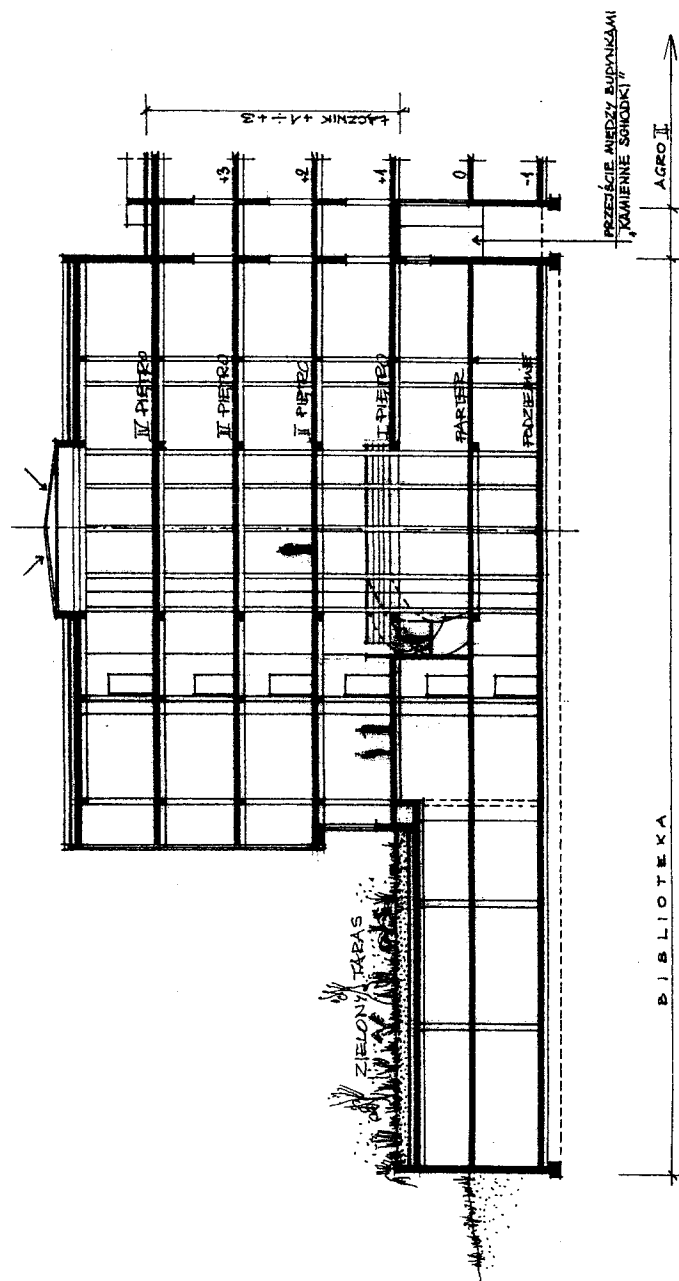 ŁĄCZNIK +1÷+3
+3
+2
+1
0
-1
IV PIĘTRO
III PIĘTRO
II PIĘTRO
I PIĘTRO
PARTER
PODZIEMIE
PRZEJŚCIE MIĘDZY BUDYNKAMI
„KAMIENNE SCHODKI”
AGRO II
ZIELONY TARAS
BIBLIOTEKA